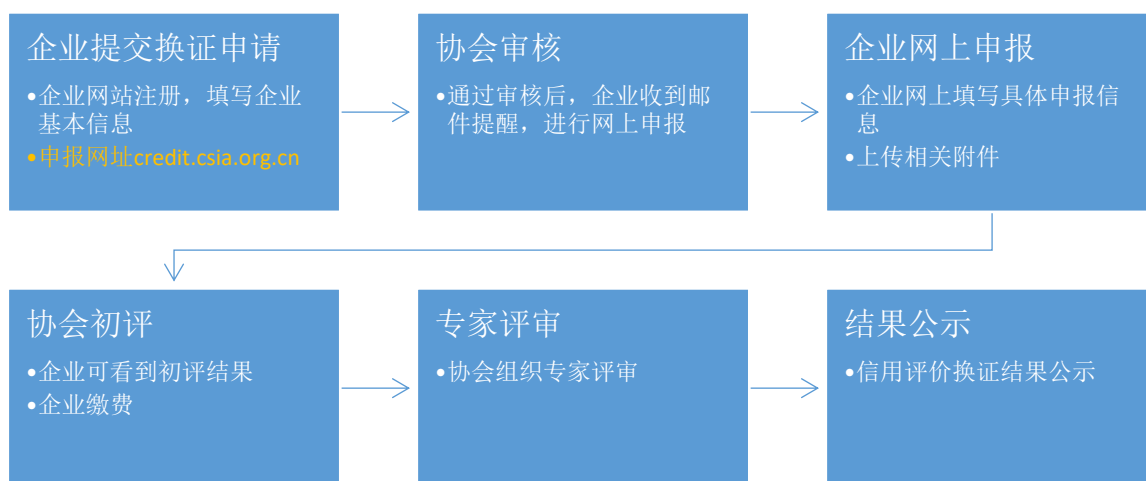 企业提交换证申请
•企业网站注册，填写企业
基本信息
•申报网址credit.csia.org.cn
协会审核
•通过审核后，企业收到邮
件提醒，进行网上申报
企业网上申报
•企业网上填写具体申报信
息
•上传相关附件
协会初评
•企业可看到初评结果
•企业缴费
专家评审
•协会组织专家评审
结果公示
•信用评价换证结果公示